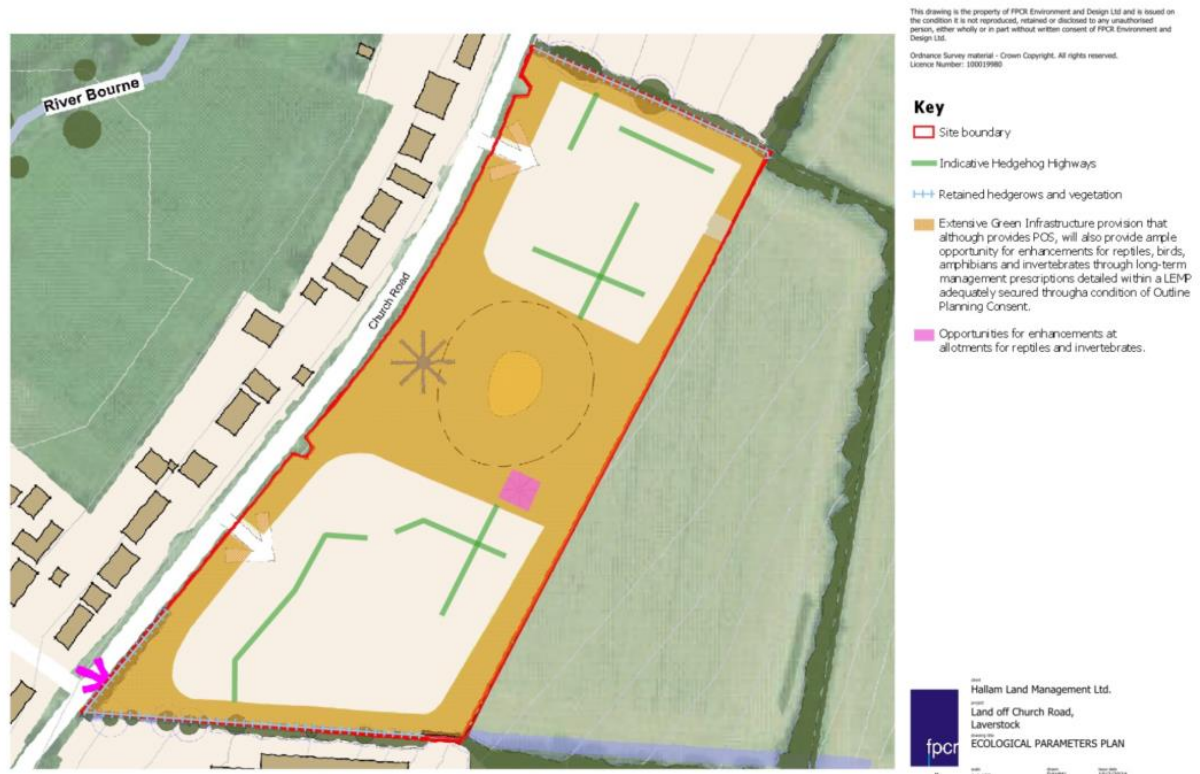 This drawing is the property of FPCR Environment and Design Ltd and is issued on
the condition it is not reproduced, retained or disclosed to any unauthorised
person, either wholly or in part without written consent of FPCR Environment and
Design Ltd.
Ordnance Survey material - Crown Copyright. All rights reserved.
Licence Number: 100019980
River Bourne
Church Road
Key
Site boundary
Indicative Hedgehog Highways
Retained hedgerows and vegetation
Extensive Green Infrastructure provision that
although provides POS, will also provide ample
opportunity for enhancements for reptiles, birds,
amphibians and invertebrates through long-term
management prescriptions detailed within a LEMP
adequately secured througha condition of Outline
Planning Consent.
Opportunities for enhancements at
allotments for reptiles and invertebrates.
Hallam Land Management Ltd.
project
Land off Church Road,
Laverstock
drawing title
ECOLOGICAL PARAMETERS PLAN
fpcr